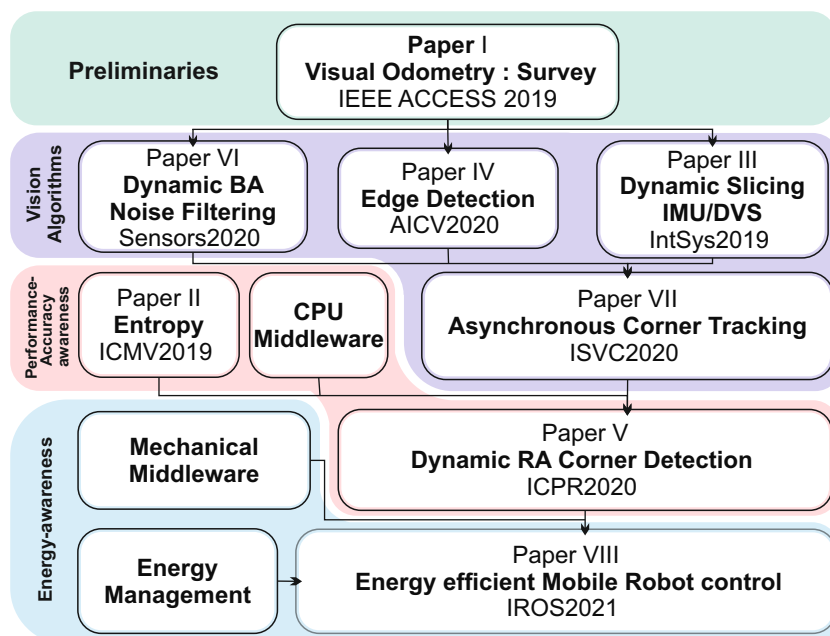 Preliminaries
Paper I
Visual Odometry : Survey
IEEE ACCESS 2019
Vision
Algorithms
Paper VI
Dynamic BA
Noise Filtering
Sensors2020
Paper IV
Edge Detection
AICV2020
Paper III
Dynamic Slicing
IMU/DVS
IntSys2019
Performance-
Accuracy
awareness
Paper II
Entropy
ICMV2019
CPU
Middleware
Paper VII
Asynchronous Corner Tracking
ISVC2020
Energy-awareness
Mechanical
Middleware
Paper V
Dynamic RA Corner Detection
ICPR2020
Energy
Management
Paper VIII
Energy efficient Mobile Robot control
IROS2021